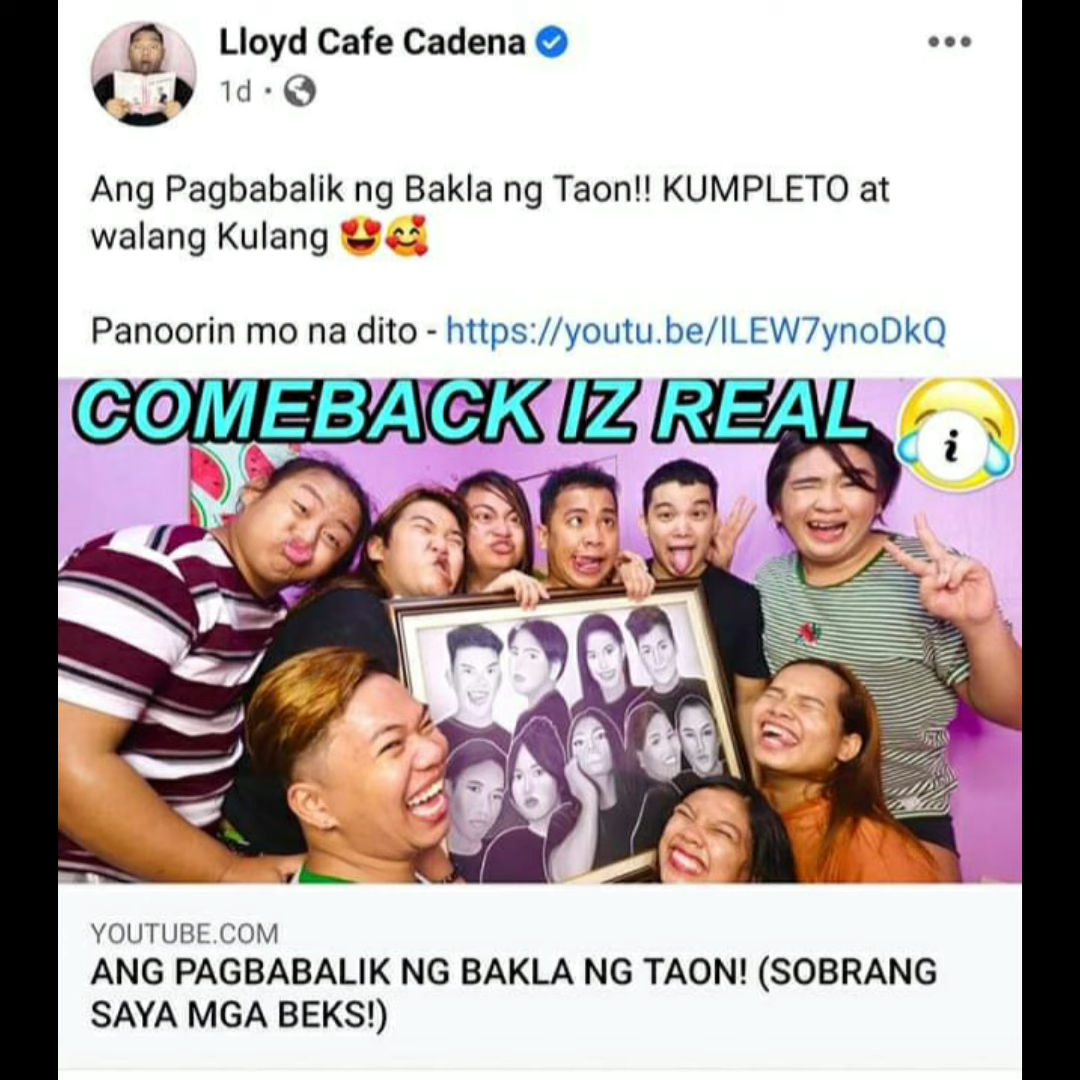 Lloyd Cafe Cadena
1d
Ang Pagbabalik ng Bakla ng Taon!! KUMPLETO at
walang Kulang 😍🥰
Panoorin mo na dito - https://youtu.be/lLEW7ynoDkQ
COMEBACK IZ REAL
i
YOUTUBE.COM
ANG PAGBABALIK NG BAKLA NG TAON! (SOBRANG
SAYA MGA BEKS!)